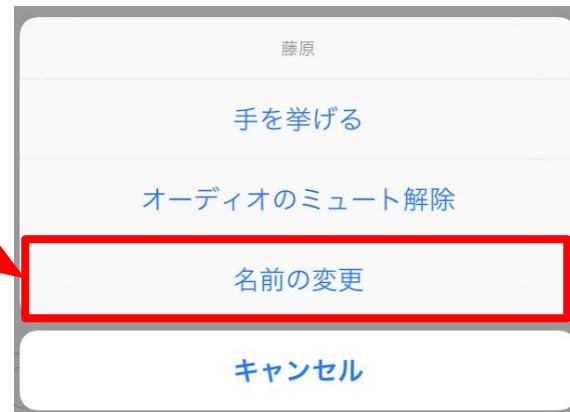 藤原
手を挙げる
オーディオのミュート解除
名前の変更
キャンセル